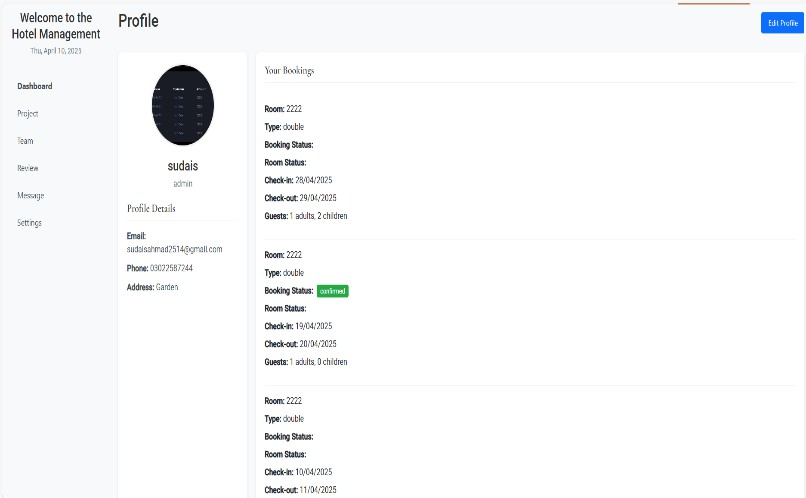 Welcome to the
Hotel Management
Thu, April 10, 2025
Dashboard
Project
Team
Review
Message
Settings
Profile
Edit Profile
sudais
admin
Profile Details
Email:
sudaisahmad2514@gmail.com
Phone: 03022587244
Address: Garden
Your Bookings
Room: 2222
Type: double
Booking Status:
Room Status:
Check-in: 28/04/2025
Check-out: 29/04/2025
Guests: 1 adults, 2 children
Room: 2222
Type: double
Booking Status: confirmed
Room Status:
Check-in: 19/04/2025
Check-out: 20/04/2025
Guests: 1 adults, 0 children
Room: 2222
Type: double
Booking Status:
Room Status:
Check-in: 10/04/2025
Check-out: 11/04/2025